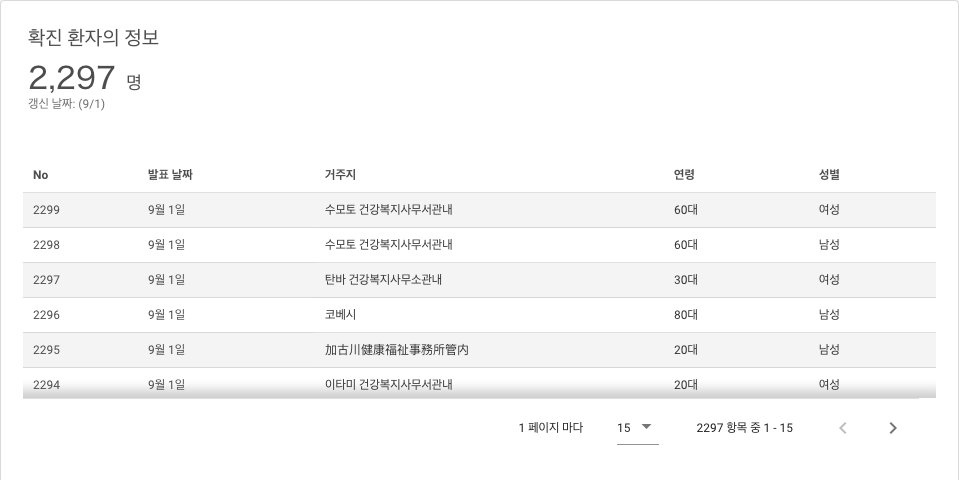 확진 환자의 정보
2,297 명
갱신 날짜: (9/1)
No 발표 날짜 거주지 연령 성별
2299 9월 1일 수모토 건강복지사무서관내 60대 여성
2298 9월 1일 수모토 건강복지사무서관내 60대 남성
2297 9월 1일 탄바 건강복지사무소관내 30대 여성
2296 9월 1일 코베시 80대 남성
2295 9월 1일 加古川健康福祉事務所管内 20대 남성
2294 9월 1일 이타미 건강복지사무서관내 20대 여성
1 페이지 마다 15 2297 항목 중 1 - 15